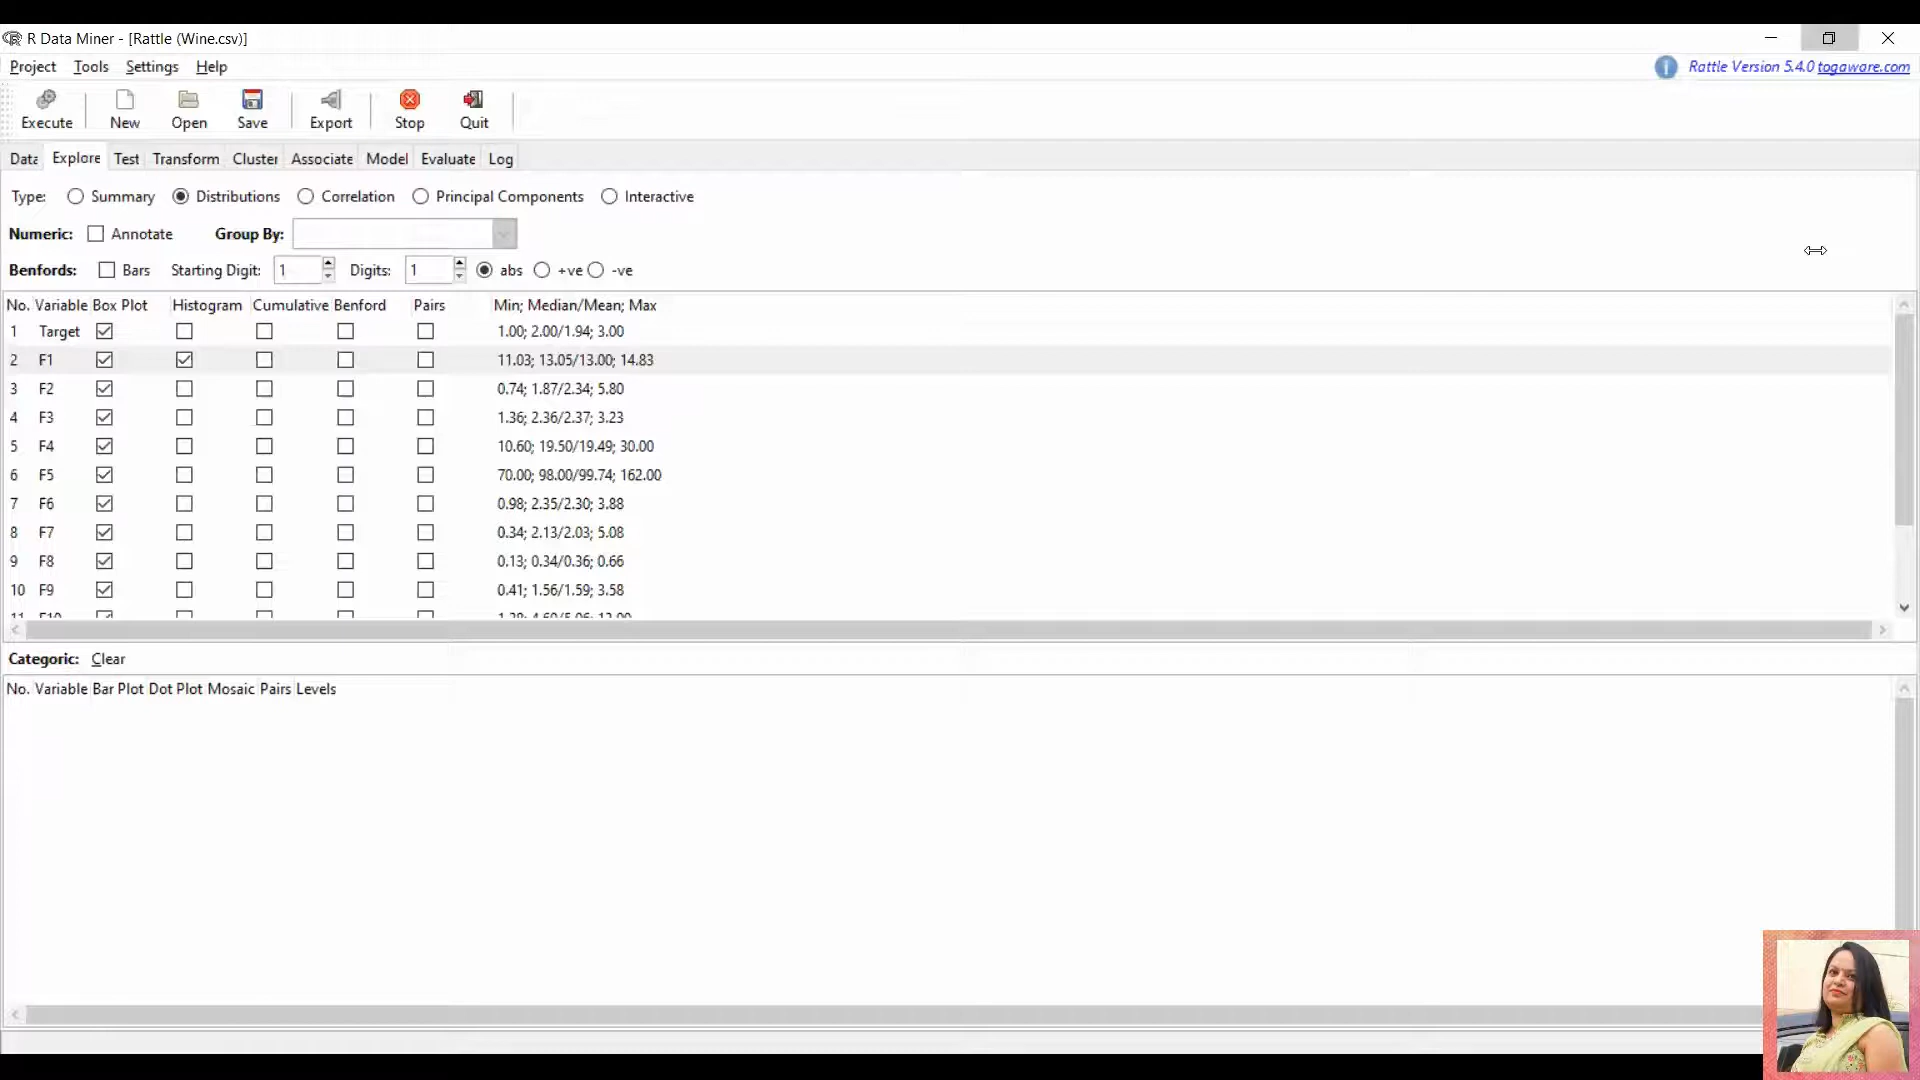 R Data Miner - [Rattle (Wine.csv)]
Project Tools Settings Help
Rattle Version 5.4.0 togaware.com
Execute New Open Save Export Stop Quit
Data Explore Test Transform Cluster Associate Model Evaluate Log
Type: Summary Distributions Correlation Principal Components Interactive
Numeric: Annotate Group By:
Benfords: Bars Starting Digit: 1 Digits: 1 abs +ve -ve
No. Variable Box Plot Histogram Cumulative Benford Pairs Min; Median/Mean; Max
1 Target 1.00; 2.00/1.94; 3.00
2 F1 11.03; 13.05/13.00; 14.83
3 F2 0.74; 1.87/2.34; 5.80
4 F3 1.36; 2.36/2.37; 3.23
5 F4 10.60; 19.50/19.49; 30.00
6 F5 70.00; 98.00/99.74; 162.00
7 F6 0.98; 2.35/2.30; 3.88
8 F7 0.34; 2.13/2.03; 5.08
9 F8 0.13; 0.34/0.36; 0.66
10 F9 0.41; 1.56/1.59; 3.58
Categoric: Clear
No. Variable Bar Plot Dot Plot Mosaic Pairs Levels